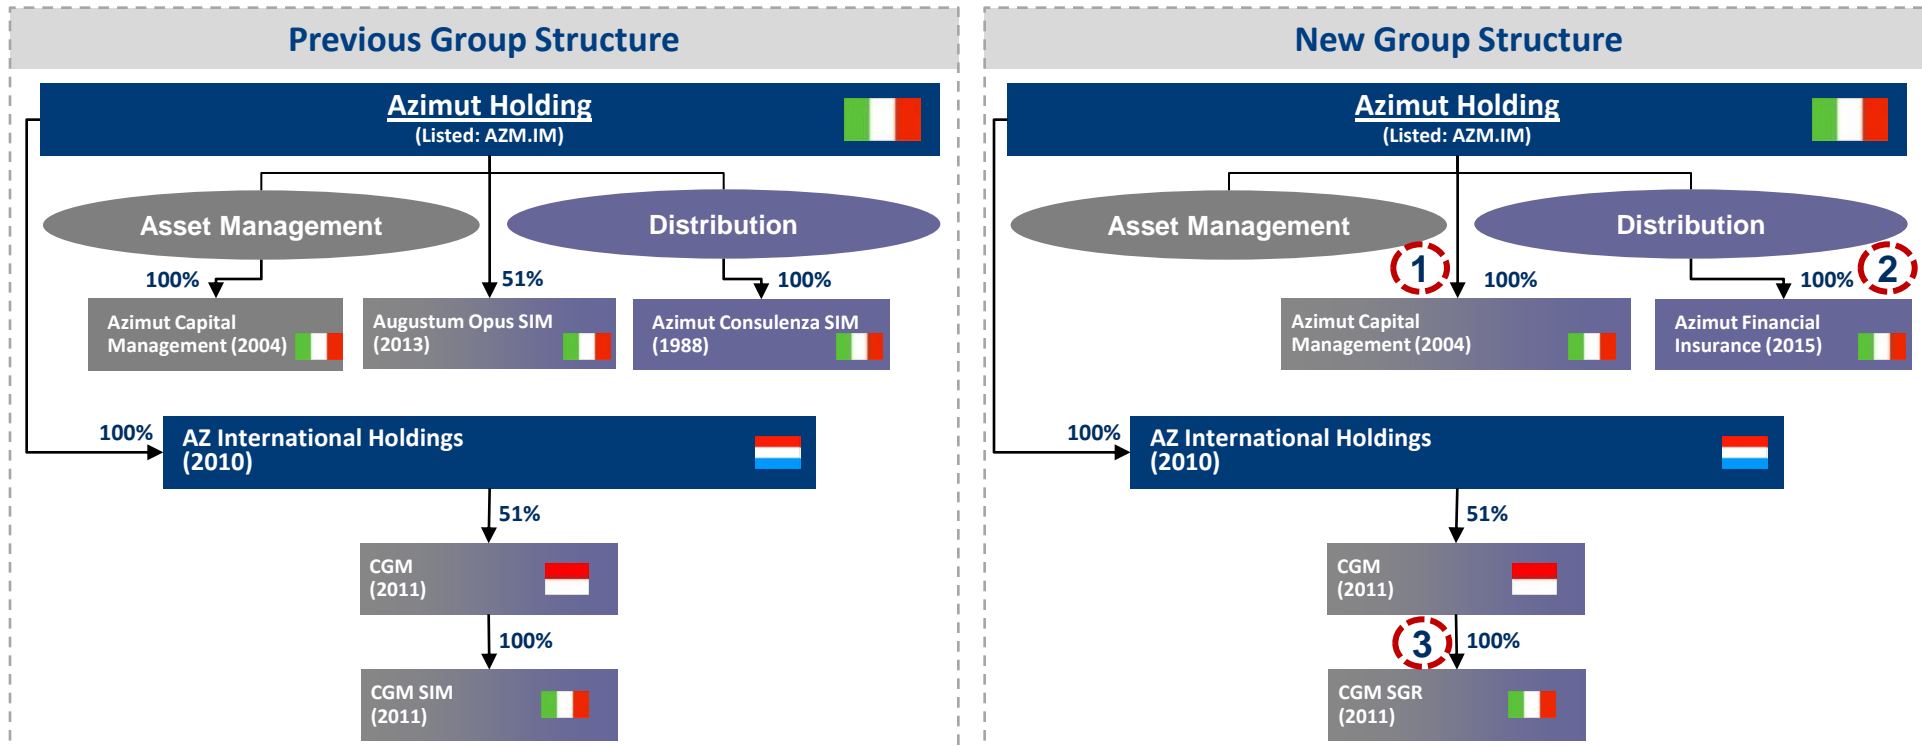 Previous Group Structure
Azimut Holding
(Listed: AZM.IM)
Asset Management
Distribution
100%
51%
100%
Azimut Capital
Management (2004)
Augustum Opus SIM
(2013)
Azimut Consulenza SIM
(1988)
100%
AZ International Holdings
(2010)
51%
CGM
(2011)
100%
CGM SIM
(2011)
New Group Structure
Azimut Holding
(Listed: AZM.IM)
Asset Management
Distribution
1
100%
100%
2
Azimut Capital
Management (2004)
Azimut Financial
Insurance (2015)
100%
AZ International Holdings
(2010)
51%
CGM
(2011)
3
100%
CGM SGR
(2011)